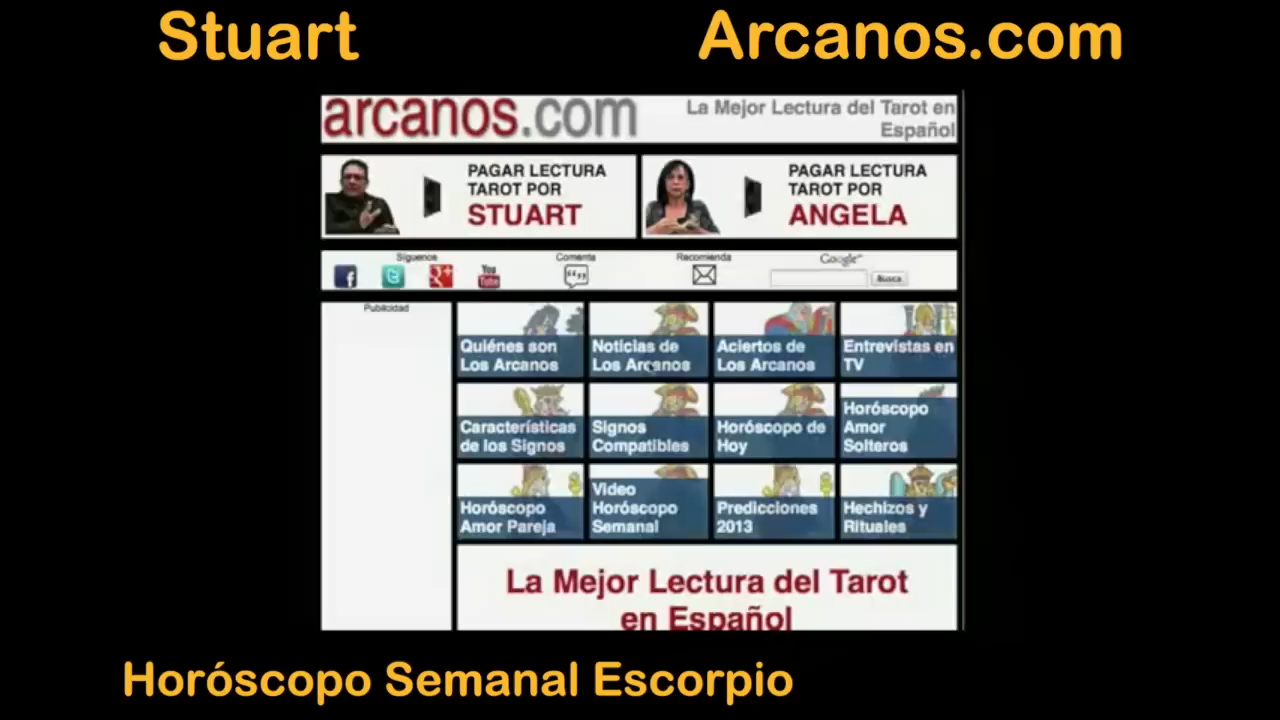 Stuart
Arcanos.com
arcanos.com
La Mejor Lectura del Tarot en
Español
PAGAR LECTURA
TAROT POR
STUART
PAGAR LECTURA
TAROT POR
ANGELA
Síguenos
Comenta
Recomienda
Google
You
Tube
Busca
Publicidad
Quiénes son
Los Arcanos
Noticias de
Los Arcanos
Aciertos de
Los Arcanos
Entrevistas en
TV
Características
de los Signos
Signos
Compatibles
Horóscopo de
Hoy
Horóscopo
Amor
Solteros
Horóscopo
Amor Pareja
Video
Horóscopo
Semanal
Predicciones
2013
Hechizos y
Rituales
La Mejor Lectura del Tarot
en Español
Horóscopo Semanal Escorpio